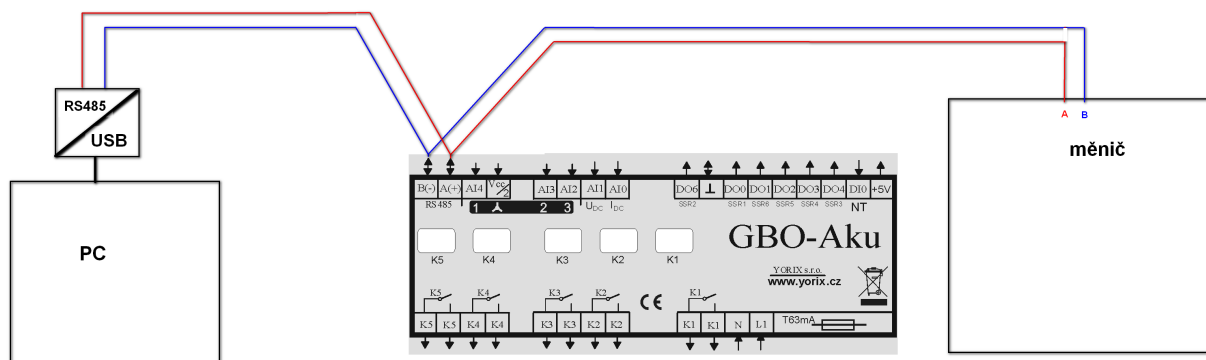 RS485
USB
PC
A B
měnič
B(-) A(+) AI4 Vcc/2 AI3 AI2 AI1 AI0 DO6 ⊥ DO0 DO1 DO2 DO3 DO4 DI0 +5V
RS485 1 2 3 UDC IDC SSR2 SSR1 SSR6 SSR5 SSR4 SSR3 NT
GBO-Aku
K5 K4 K3 K2 K1
YORIX s.r.o.
www.yorix.cz
K5 K4 K3 K2 K1
CE
K5 K5 K4 K4 K3 K3 K2 K2 K1 K1 N L1 T63mA